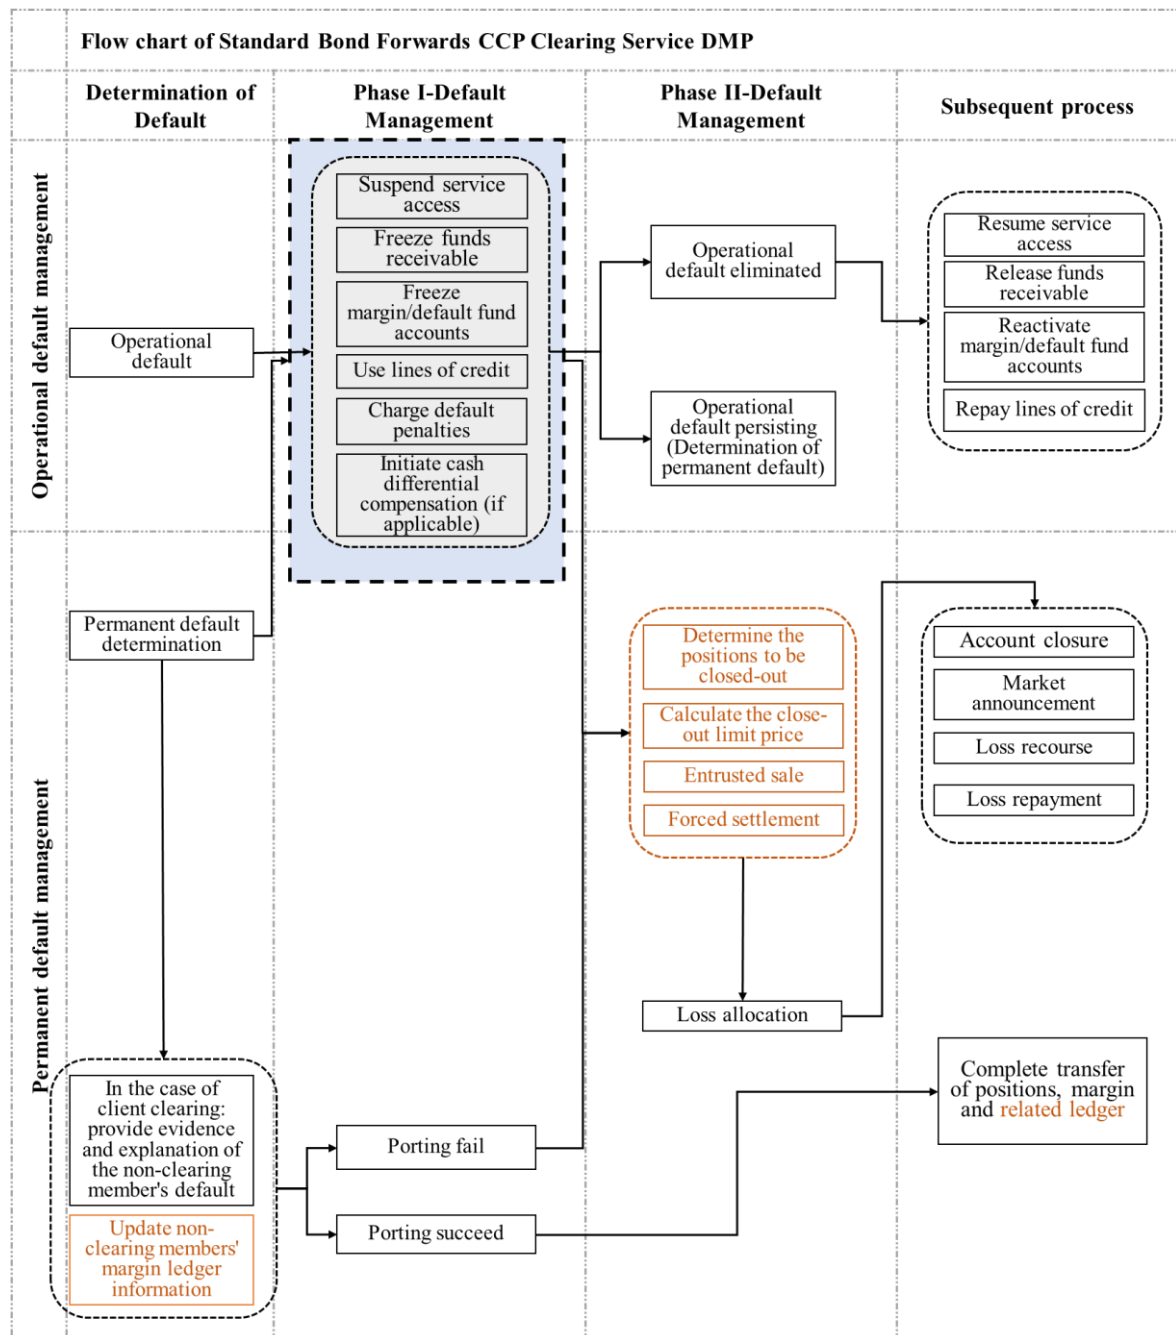 Flow chart of Standard Bond Forwards CCP Clearing Service DMP
Determination of
Default
Phase I-Default
Management
Phase II-Default
Management
Subsequent process
Operational default management
Operational
default
Suspend service
access
Freeze funds
receivable
Freeze
margin/default fund
accounts
Use lines of credit
Charge default
penalties
Initiate cash
differential
compensation (if
applicable)
Operational
default eliminated
Operational
default persisting
(Determination of
permanent default)
Resume service
access
Release funds
receivable
Reactivate
margin/default fund
accounts
Repay lines of credit
Permanent default management
Permanent default
determination
In the case of
client clearing:
provide evidence
and explanation of
the non-clearing
member's default
Update non-
clearing members'
margin ledger
information
Porting fail
Porting succeed
Determine the
positions to be
closed-out
Calculate the close-
out limit price
Entrusted sale
Forced settlement
Loss allocation
Account closure
Market
announcement
Loss recourse
Loss repayment
Complete transfer
of positions, margin
and related ledger